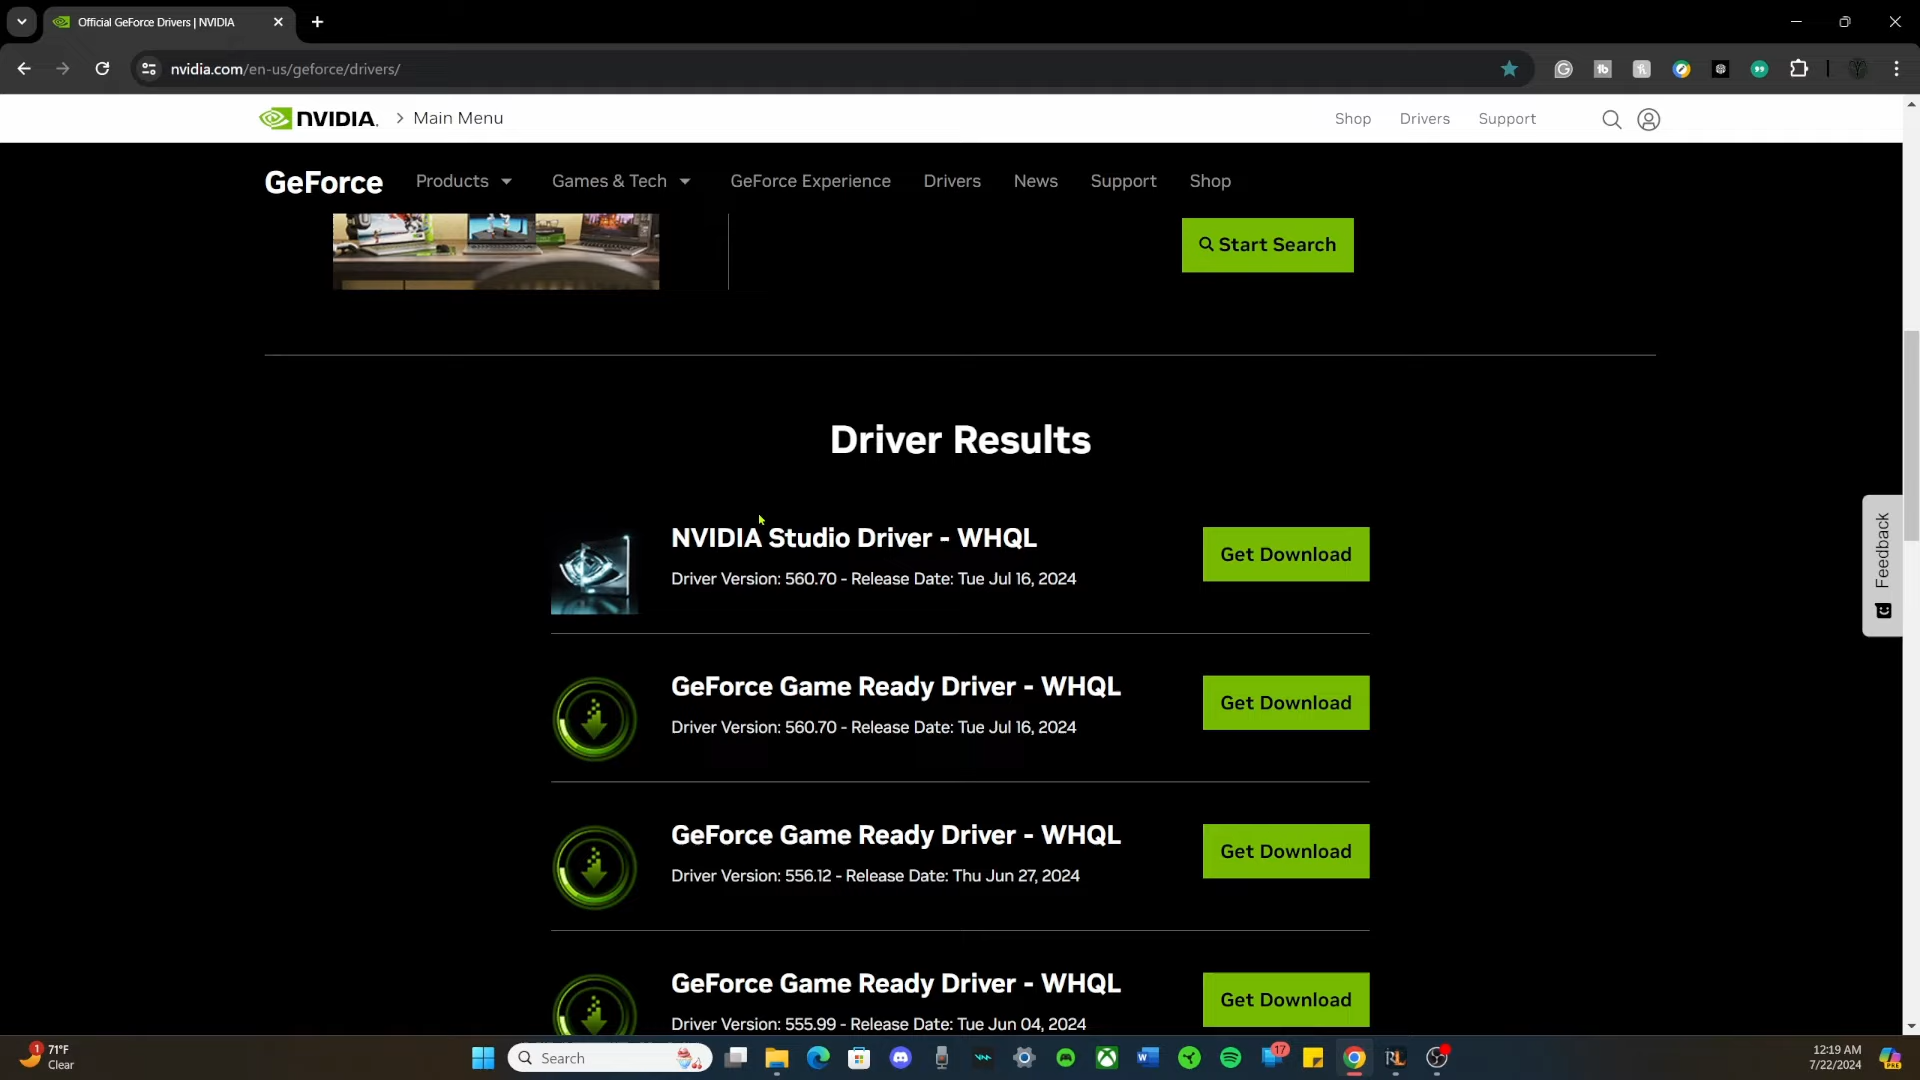 Official GeForce Drivers | NVIDIA
nvidia.com/en-us/geforce/drivers/
NVIDIA. > Main Menu
Shop
Drivers
Support
GeForce
Products
Games & Tech
GeForce Experience
Drivers
News
Support
Shop
Start Search
Driver Results
NVIDIA Studio Driver - WHQL
Driver Version: 560.70 - Release Date: Tue Jul 16, 2024
Get Download
GeForce Game Ready Driver - WHQL
Driver Version: 560.70 - Release Date: Tue Jul 16, 2024
Get Download
GeForce Game Ready Driver - WHQL
Driver Version: 556.12 - Release Date: Thu Jun 27, 2024
Get Download
GeForce Game Ready Driver - WHQL
Driver Version: 555.99 - Release Date: Tue Jun 04, 2024
Get Download
Feedback
1
71°F
Clear
Search
17
12:19 AM
7/22/2024